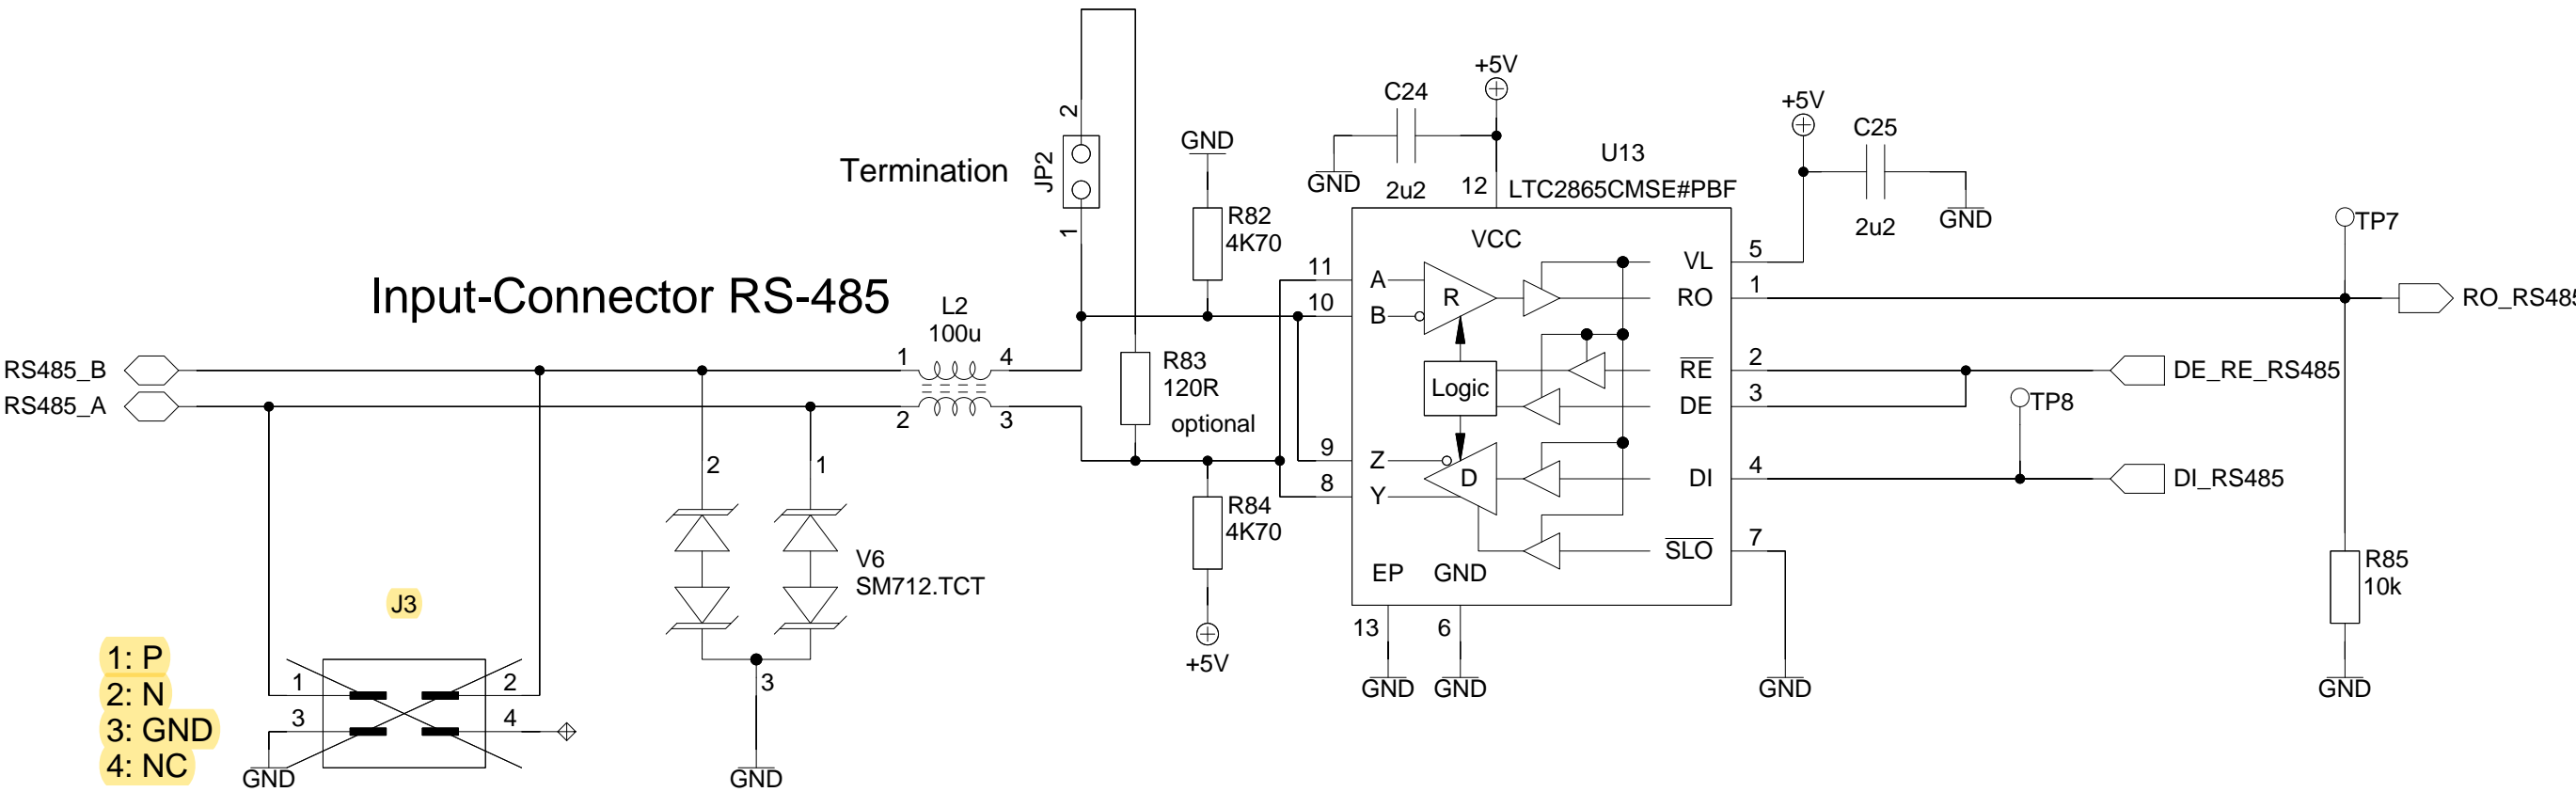 +5V
C24
2
+5V
GND
C25
U13
Termination
JP2
GND
2u2
12
LTC2865CMSE#PBF
R82
4K70
2u2
GND
TP7
1
VCC
5
VL
11
A
Input-Connector RS-485
L2
100u
10
B
R
RO
1
RO_RS485
1
4
R83
120R
optional
RS485_B
RE
2
DE_RE_RS485
Logic
RS485_A
2
3
DE
3
TP8
2
1
9
Z
D
DI
4
DI_RS485
8
Y
R84
4K70
V6
SM712.TCT
SLO
7
R85
10k
EP
GND
J3
13
6
+5V
1: P
2: N
3: GND
4: NC
1
2
3
4
3
GND
GND
GND
GND
GND
GND